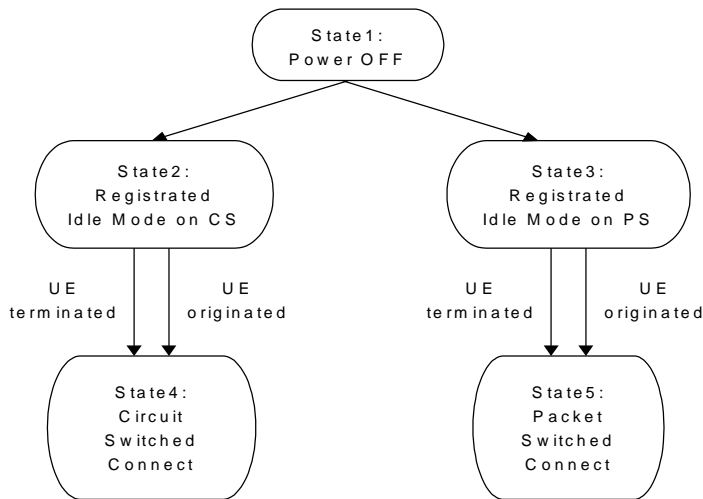 State1:
Power OFF
State2:
Registrated
Idle Mode on CS
State3:
Registrated
Idle Mode on PS
UE
terminated
UE
originated
UE
terminated
UE
originated
State4:
Circuit
Switched
Connect
State5:
Packet
Switched
Connect